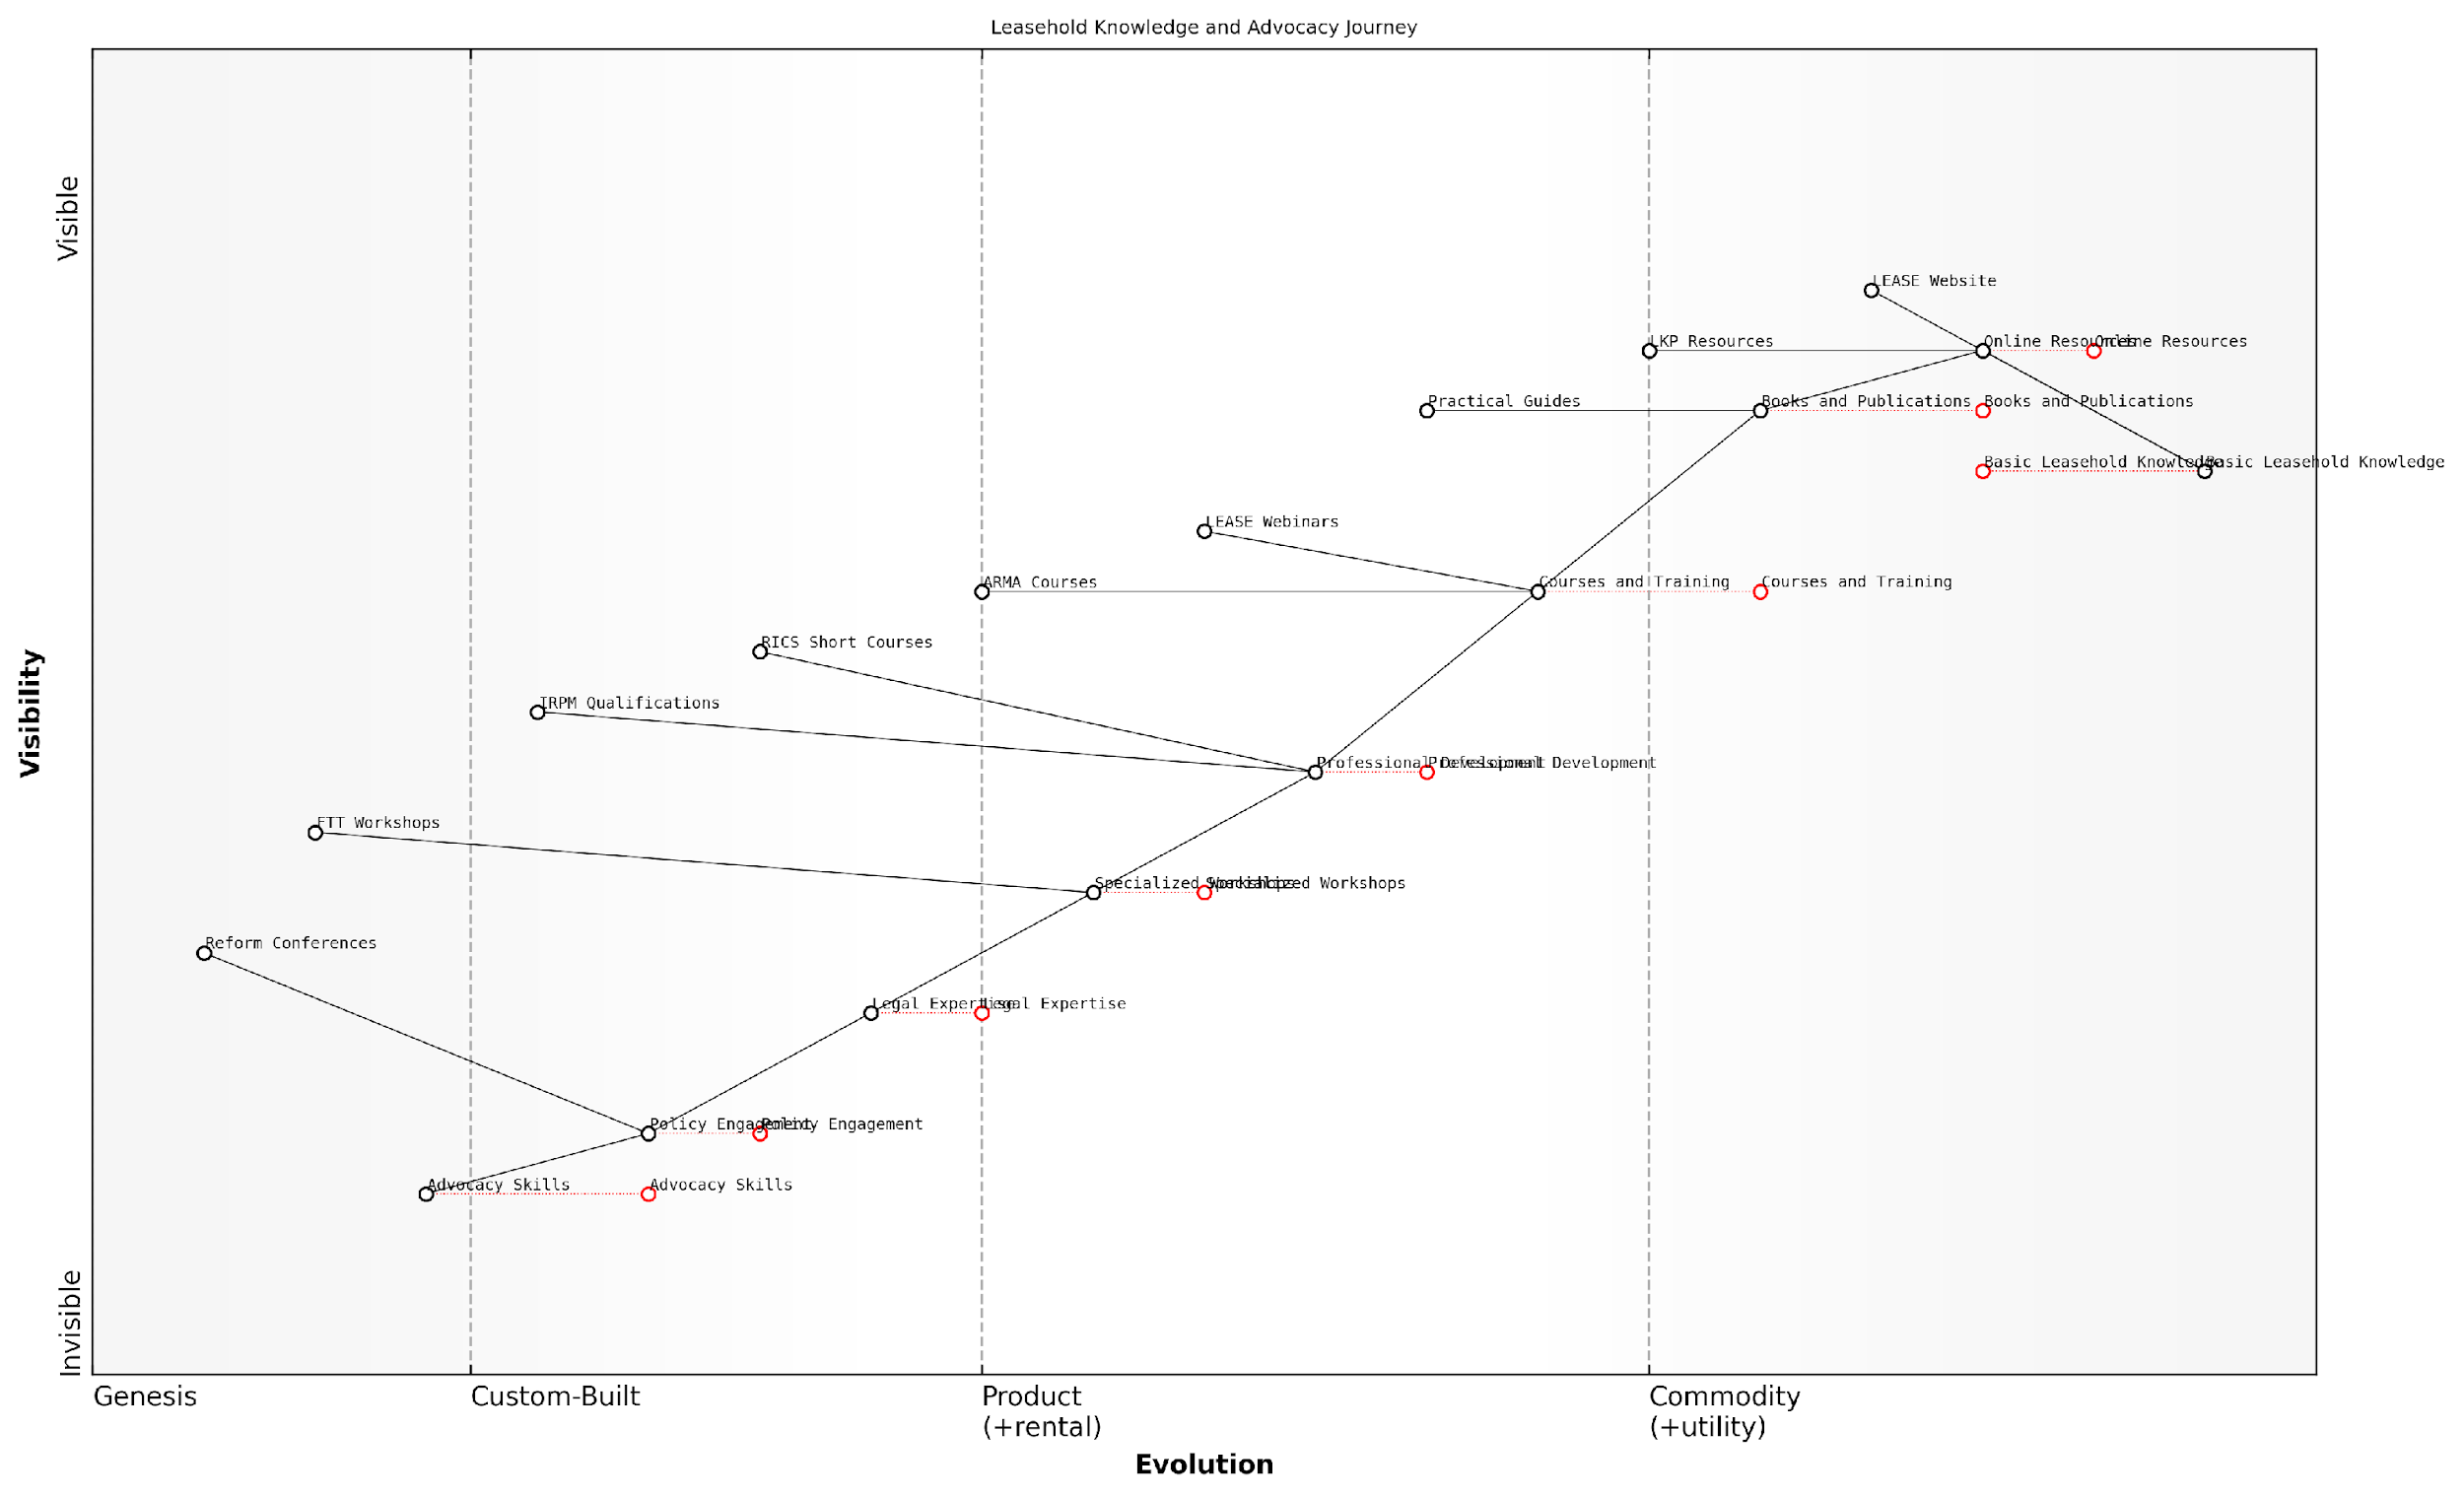 Leasehold Knowledge and Advocacy Journey
Visible
LEASE Website
LKP Resources
Online Resources
Online Resources
Practical Guides
Books and Publications
Books and Publications
Basic Leasehold Knowledge
Basic Leasehold Knowledge
LEASE Webinars
ARMA Courses
Courses and Training
Courses and Training
RICS Short Courses
IRPM Qualifications
Visibility
Professional Development
Professional Development
FTT Workshops
Specialized Workshops
Specialized Workshops
Reform Conferences
Legal Expertise
Legal Expertise
Policy Engagement
Policy Engagement
Advocacy Skills
Advocacy Skills
Invisible
Genesis
Custom-Built
Product
(+rental)
Commodity
(+utility)
Evolution